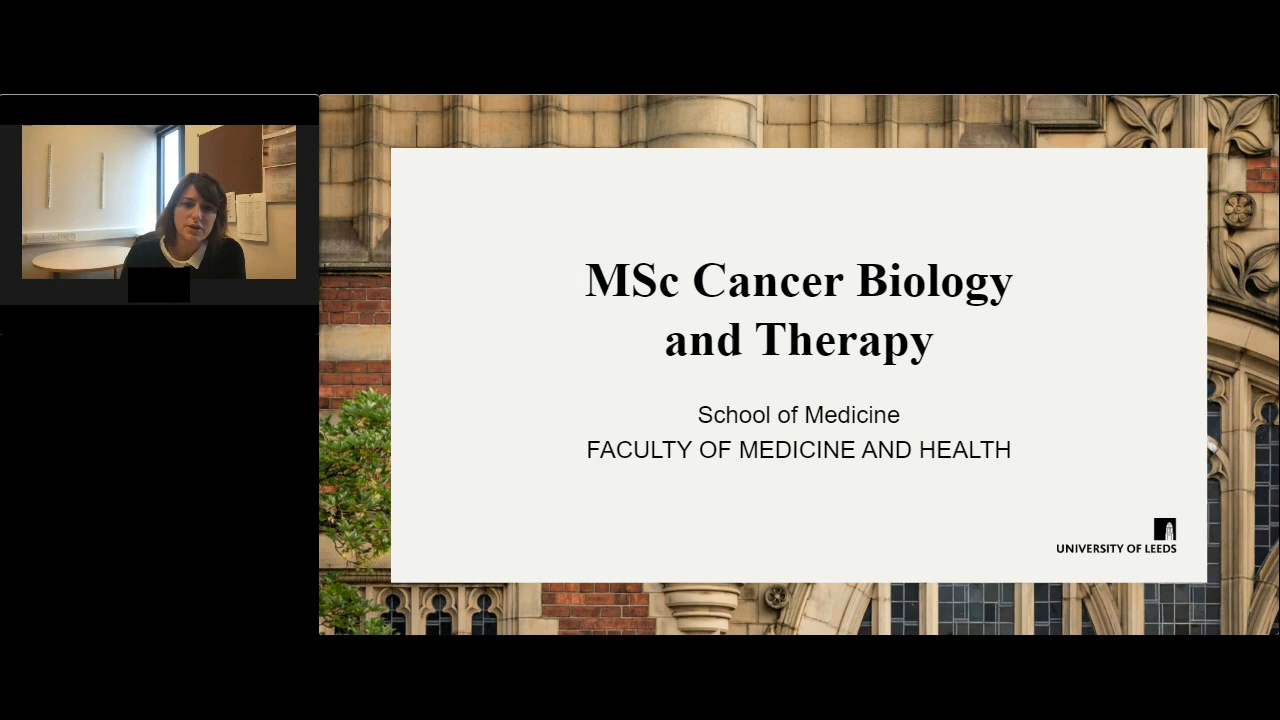 MSc Cancer Biology
and Therapy
School of Medicine
FACULTY OF MEDICINE AND HEALTH
UNIVERSITY OF LEEDS